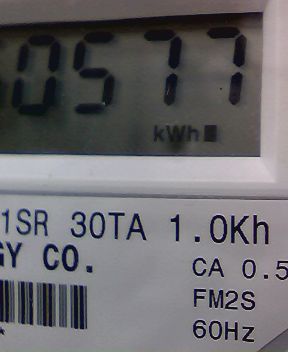 0577
kWh
1SR 30TA 1.0Kh
GY CO.
CA 0.5
FM2S
60Hz